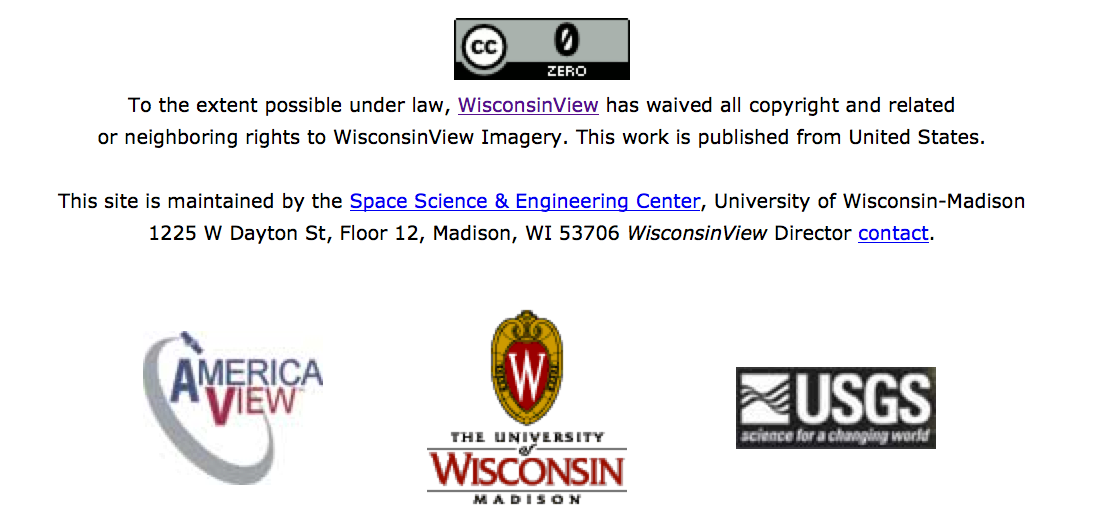 cc 0
ZERO
To the extent possible under law, WisconsinView has waived all copyright and related
or neighboring rights to WisconsinView Imagery. This work is published from United States.
This site is maintained by the Space Science & Engineering Center, University of Wisconsin-Madison
1225 W Dayton St, Floor 12, Madison, WI 53706 WisconsinView Director contact.
AMERICA
VIEW
W
THE UNIVERSITY
of
WISCONSIN
MADISON
USGS
science for a changing world